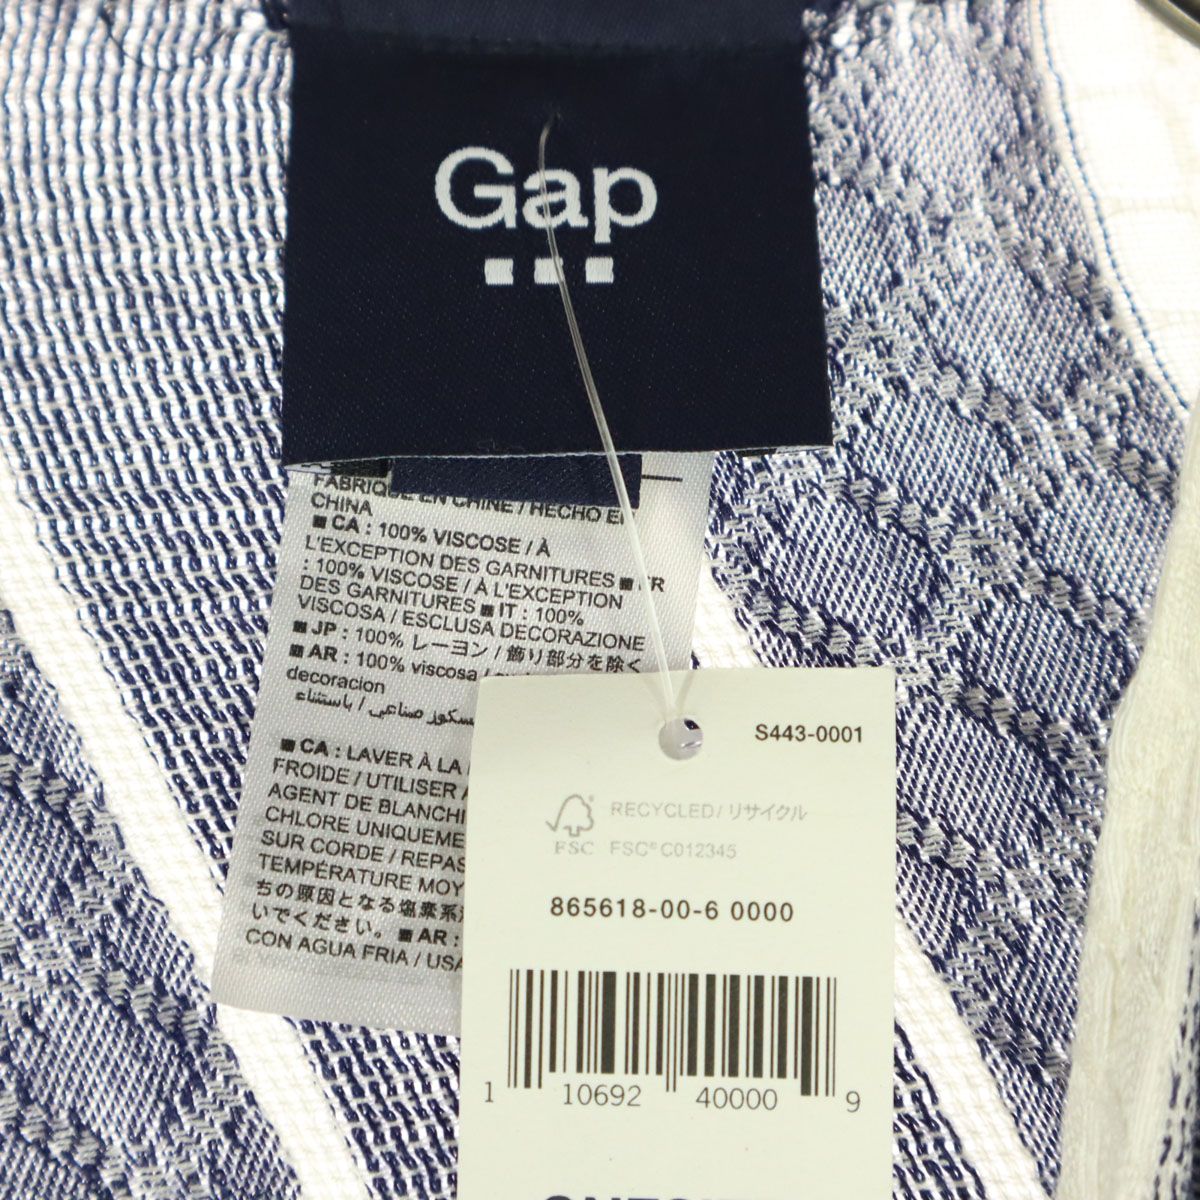 Gap
FABRIQUÉ EN CHINE / HECHO EN
CHINA
■ CA : 100% VISCOSE / À
L'EXCEPTION DES GARNITURES ■ FR
: 100% VISCOSE / À L'EXCEPTION
DES GARNITURES ■ IT : 100%
VISCOSA / ESCLUSA DECORAZIONE
■ JP : 100% レーヨン / 飾り部分を除く
■ AR : 100% viscosa /
decoracion
صناعي / باستثناء
■ CA : LAVER À LA
FROIDE / UTILISER
AGENT DE BLANCHI
CHLORE UNIQUEME
SUR CORDE / REPAS
TEMPÉRATURE MOY
ちの原因となる塩素系
いでください。 ■ AR :
CON AGUA FRIA / USA
S443-0001
RECYCLED / リサイクル
FSC FSC® C012345
865618-00-6 0000
1 10692 40000 9